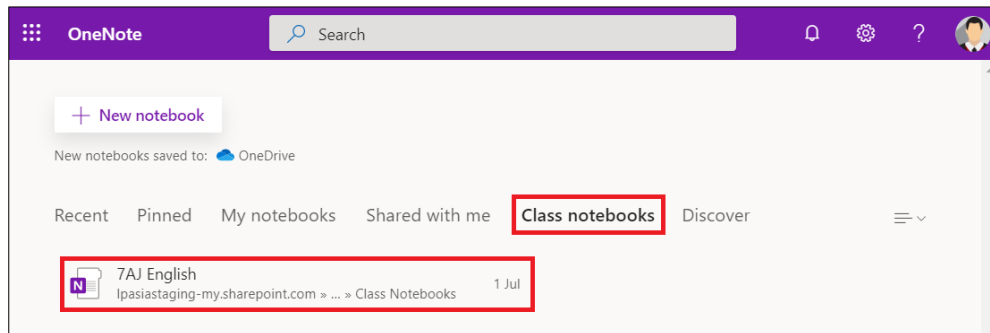 OneNote Search ?
+ New notebook
New notebooks saved to: OneDrive
Recent Pinned My notebooks Shared with me Class notebooks Discover
N 7AJ English
lpasiastaging-my.sharepoint.com » ... » Class Notebooks 1 Jul